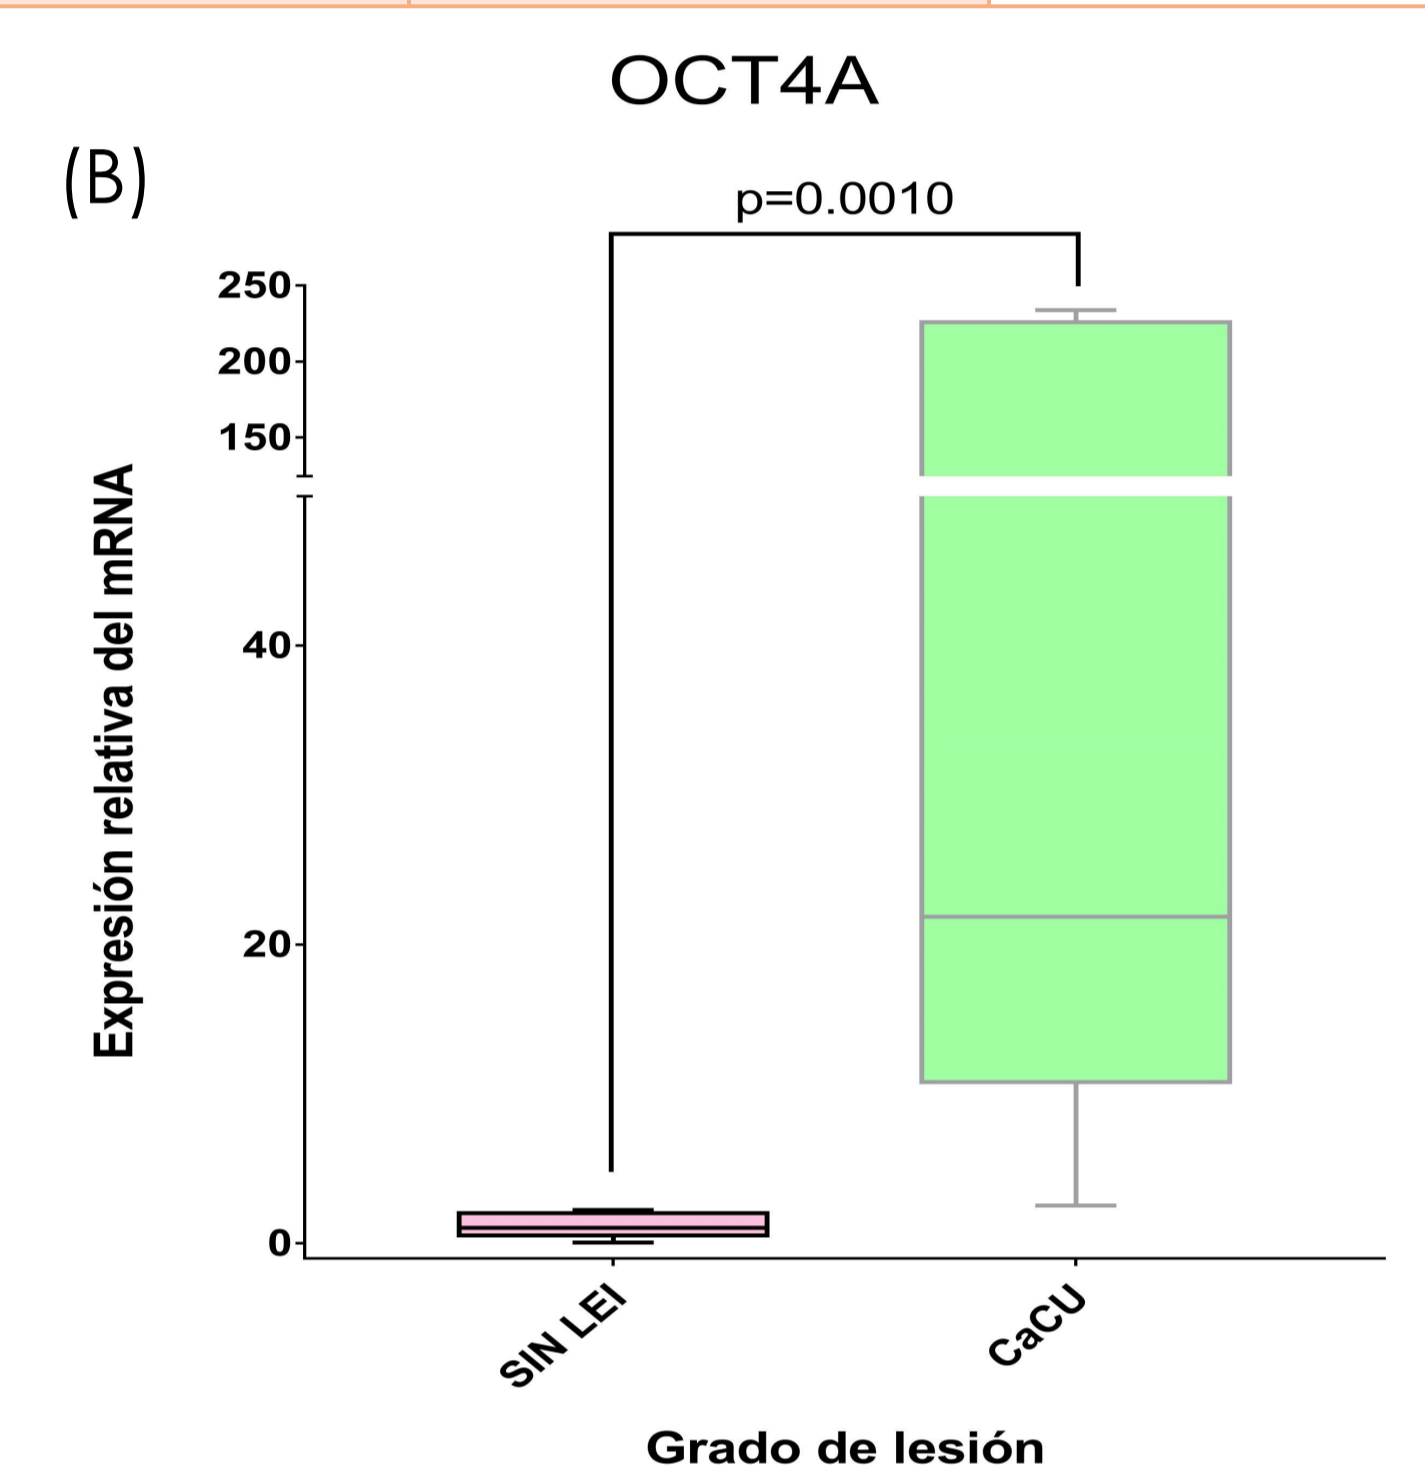 OCT4A
(B)
p=0.0010
250
200
150
40
20
0
Expresión relativa del mRNA
SIN LEI
CaCU
Grado de lesión